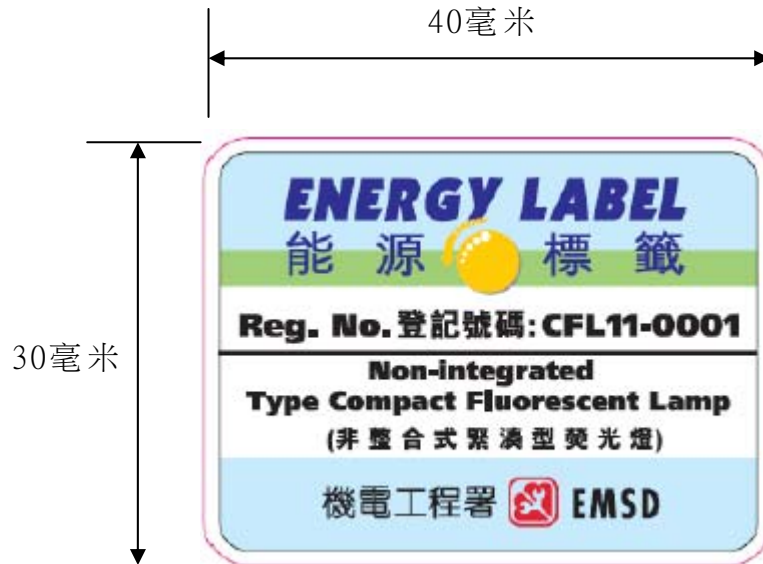 40毫米
ENERGY LABEL
能源標籤
Reg. No.登記號碼:CFL11-0001
30毫米
Non-integrated
Type Compact Fluorescent Lamp
(非整合式緊湊型熒光燈)
機電工程署 EMSD